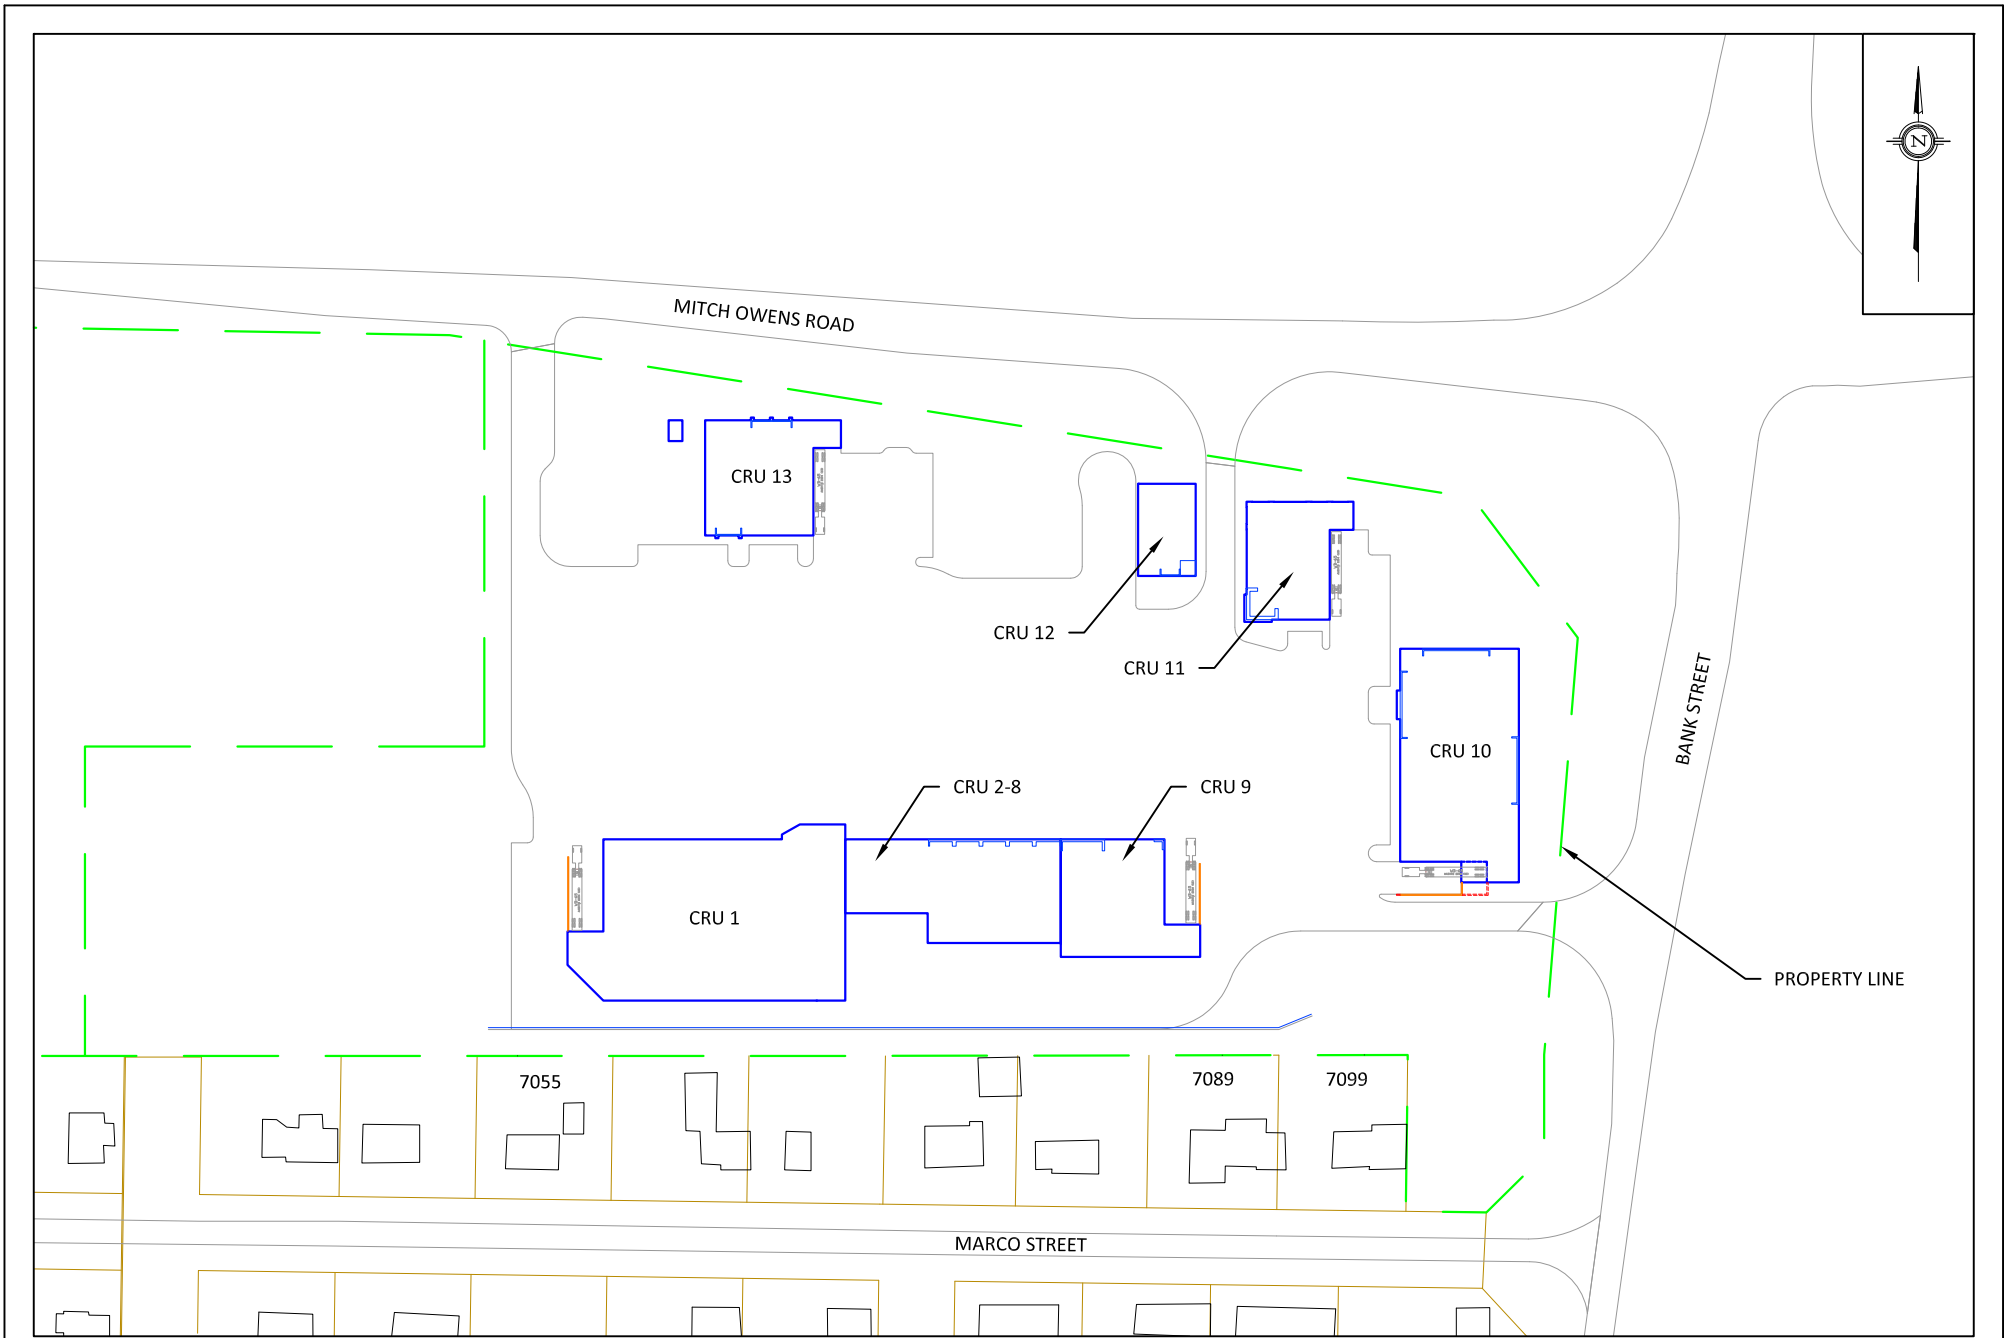 N
MITCH OWENS ROAD
CRU 13
CRU 12
CRU 11
BANK STREET
CRU 10
CRU 2-8
CRU 9
CRU 1
PROPERTY LINE
7055
7089
7099
MARCO STREET